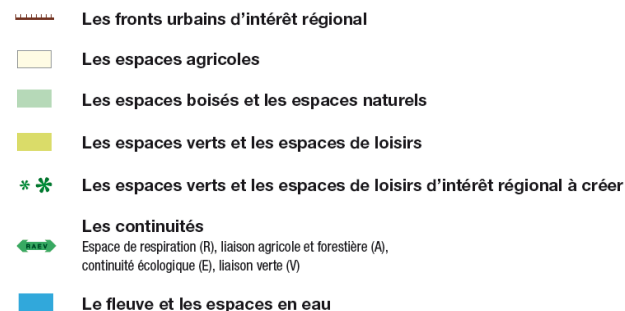 Les fronts urbains d’intérêt régional
Les espaces agricoles
Les espaces boisés et les espaces naturels
Les espaces verts et les espaces de loisirs
Les espaces verts et les espaces de loisirs d’intérêt régional à créer
Les continuités
RAEV
Espace de respiration (R), liaison agricole et forestière (A),
continuité écologique (E), liaison verte (V)
Le fleuve et les espaces en eau